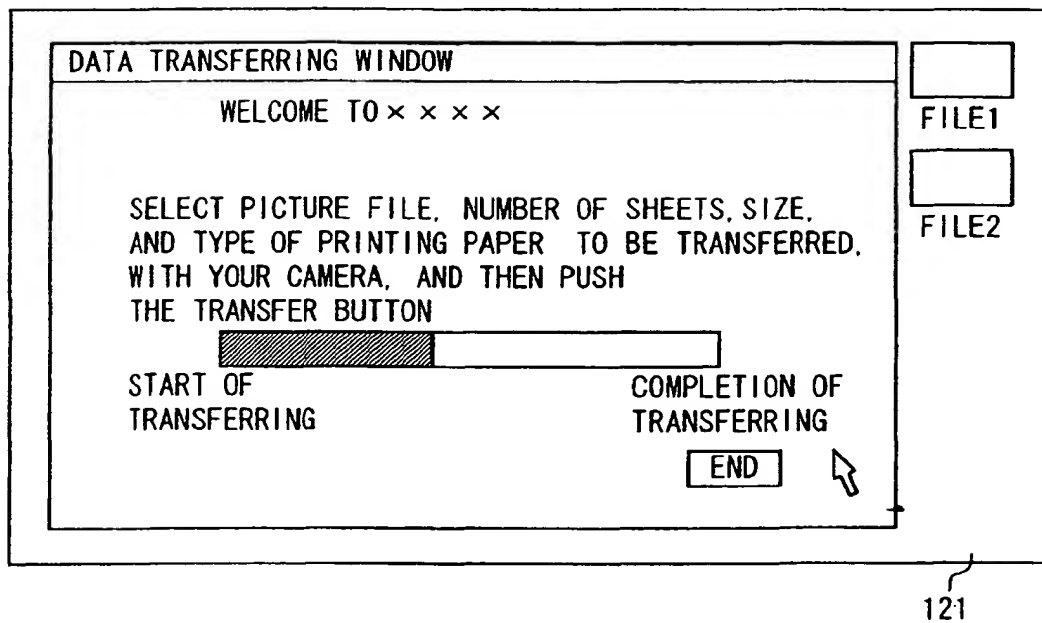 DATA TRANSFERRING WINDOW
WELCOME TO × × × ×
SELECT PICTURE FILE, NUMBER OF SHEETS, SIZE,
AND TYPE OF PRINTING PAPER TO BE TRANSFERRED,
WITH YOUR CAMERA, AND THEN PUSH
THE TRANSFER BUTTON
START OF
TRANSFERRING
COMPLETION OF
TRANSFERRING
END
FILE1
FILE2
121